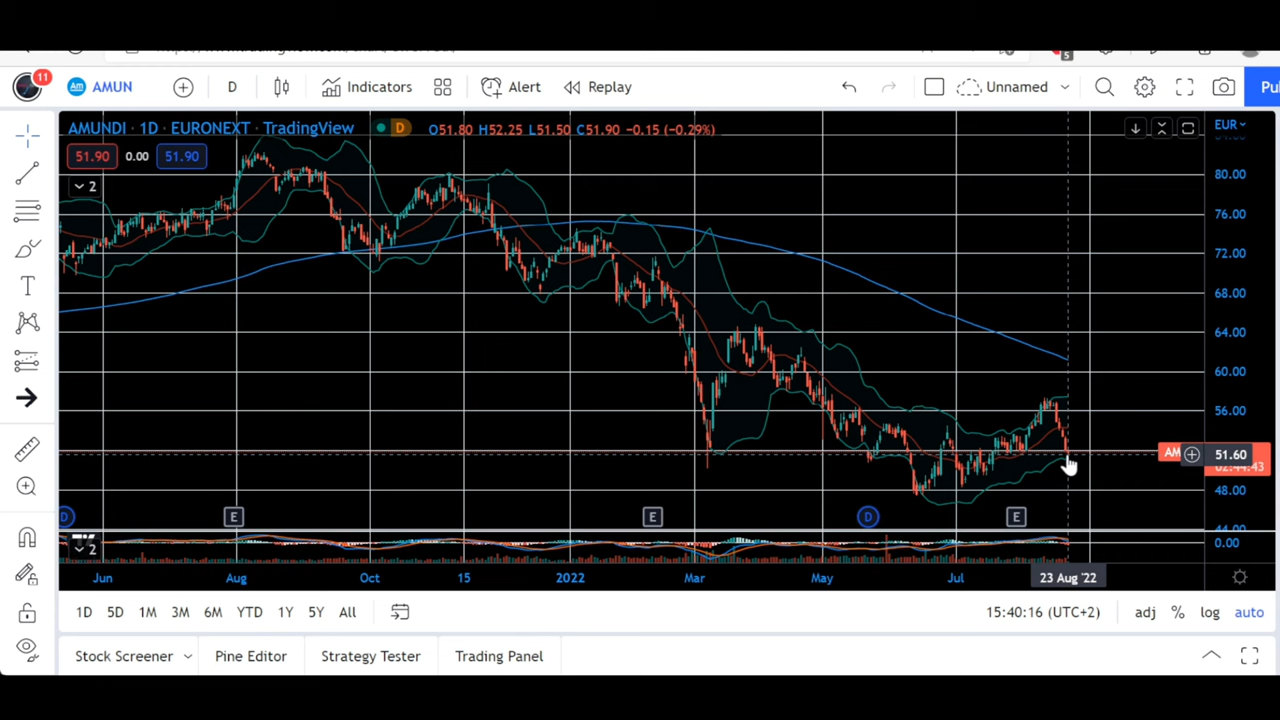 5
11
Am AMUN
D
Indicators
Alert
Replay
Unnamed
AMUNDI · 1D · EURONEXT · TradingView
D
O51.80 H52.25 L51.50 C51.90 −0.15 (−0.29%)
EUR
51.90
0.00
51.90
2
80.00
76.00
72.00
68.00
64.00
60.00
56.00
51.60
48.00
D
E
E
D
E
2
0.00
Jun
Aug
Oct
15
2022
Mar
May
Jul
23 Aug '22
1D
5D
1M
3M
6M
YTD
1Y
5Y
All
15:40:16 (UTC+2)
adj
%
log
auto
Stock Screener
Pine Editor
Strategy Tester
Trading Panel